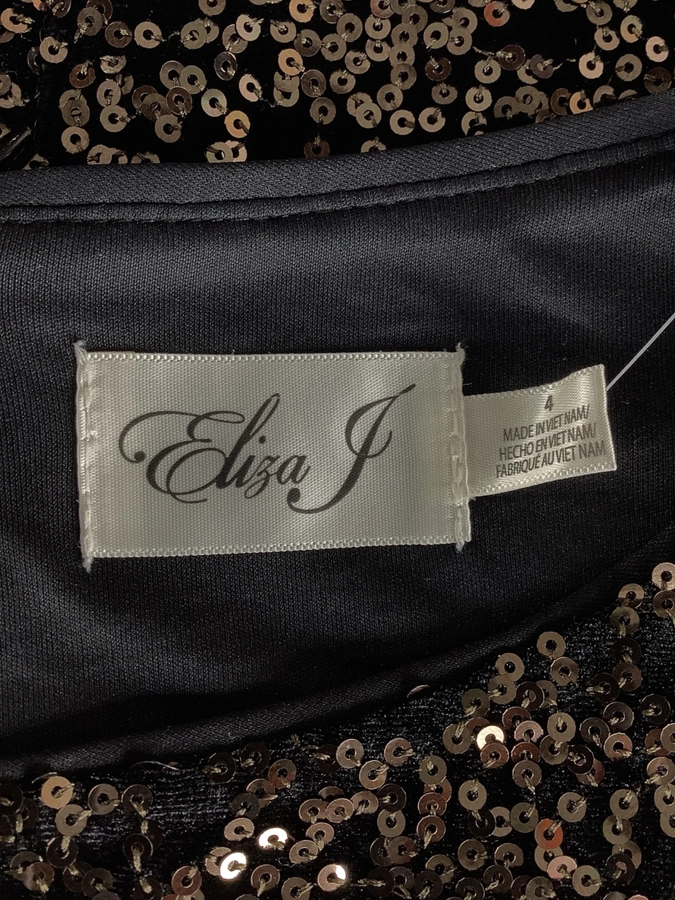 Eliza J
4
MADE IN VIET NAM/
HECHO EN VIET NAM/
FABRIQUÉ AU VIET NAM